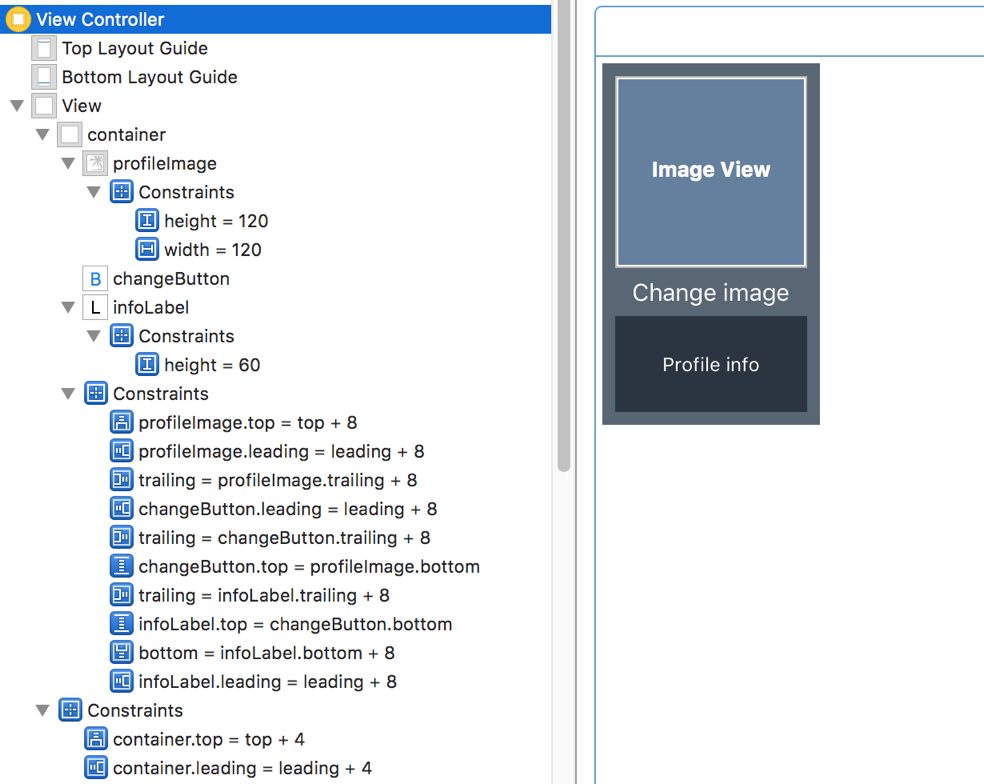 View Controller
Top Layout Guide
Bottom Layout Guide
View
container
profileImage
Constraints
height = 120
width = 120
B changeButton
L infoLabel
Constraints
height = 60
Constraints
profileImage.top = top + 8
profileImage.leading = leading + 8
trailing = profileImage.trailing + 8
changeButton.leading = leading + 8
trailing = changeButton.trailing + 8
changeButton.top = profileImage.bottom
trailing = infoLabel.trailing + 8
infoLabel.top = changeButton.bottom
bottom = infoLabel.bottom + 8
infoLabel.leading = leading + 8
Constraints
container.top = top + 4
container.leading = leading + 4
Image View
Change image
Profile info